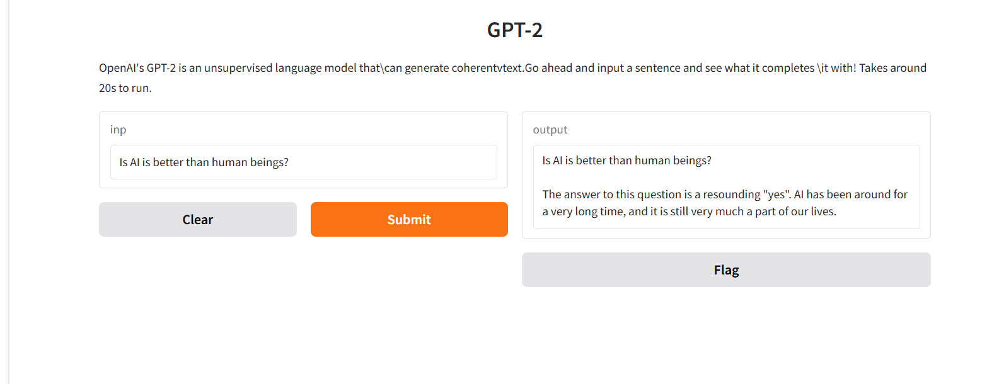 GPT-2
OpenAI's GPT-2 is an unsupervised language model that\can generate coherentvtext.Go ahead and input a sentence and see what it completes \it with! Takes around
20s to run.
inp
Is AI is better than human beings?
Clear
Submit
output
Is AI is better than human beings?
The answer to this question is a resounding "yes". AI has been around for
a very long time, and it is still very much a part of our lives.
Flag